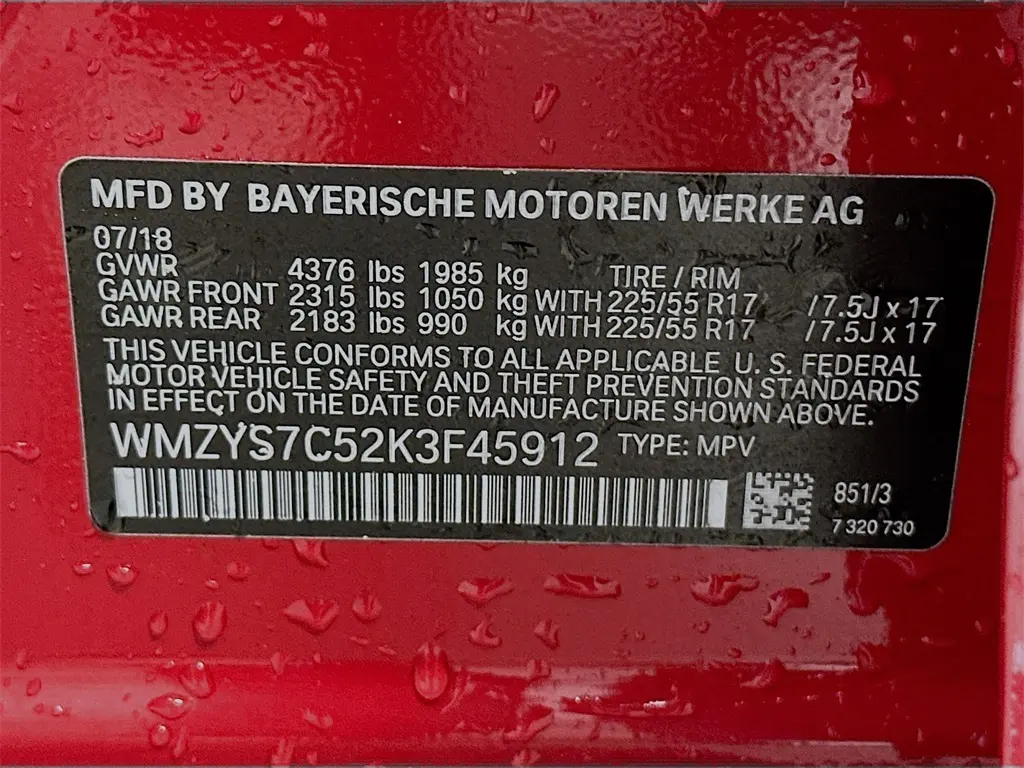 MFD BY BAYERISCHE MOTOREN WERKE AG
07/18
GVWR 4376 lbs 1985 kg TIRE / RIM
GAWR FRONT 2315 lbs 1050 kg WITH 225/55 R17 /7.5J x 17
GAWR REAR 2183 lbs 990 kg WITH 225/55 R17 /7.5J x 17
THIS VEHICLE CONFORMS TO ALL APPLICABLE U. S. FEDERAL
MOTOR VEHICLE SAFETY AND THEFT PREVENTION STANDARDS
IN EFFECT ON THE DATE OF MANUFACTURE SHOWN ABOVE.
WMZYS7C52K3F45912 TYPE: MPV
851/3
7 320 730